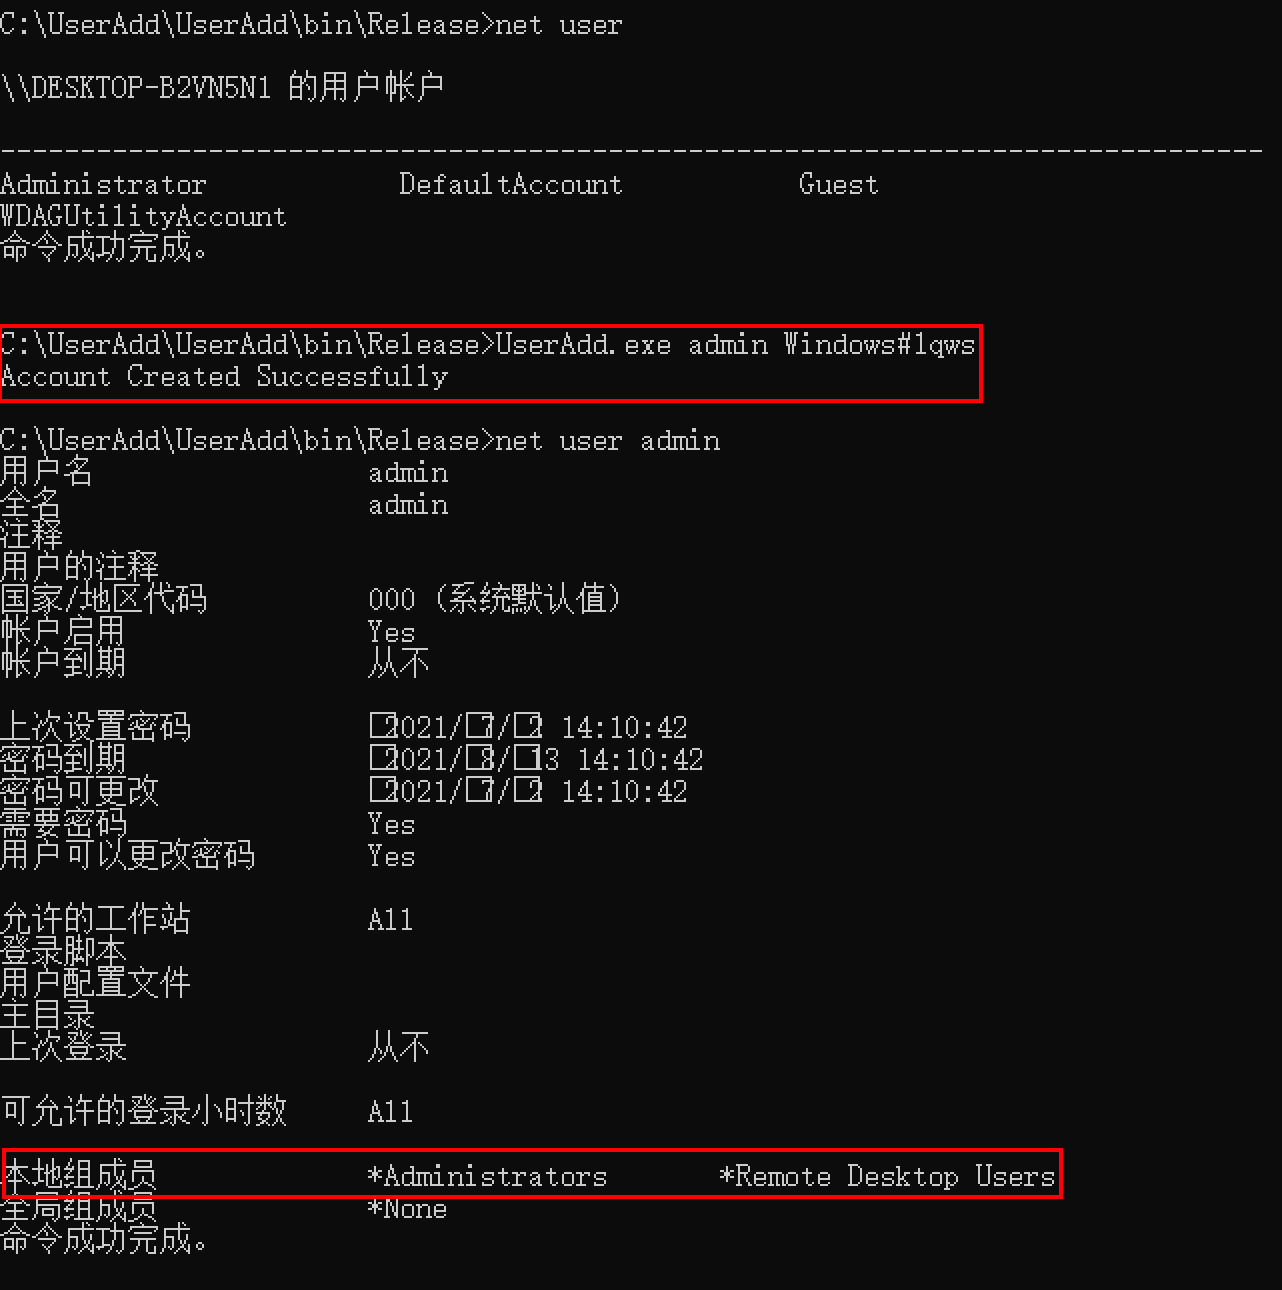 C:\UserAdd\UserAdd\bin\Release>net user
\\DESKTOP-B2VN5N1 的用户帐户
-------------------------------------------------------------------------------
Administrator DefaultAccount Guest
WDAGUtilityAccount
命令成功完成。
C:\UserAdd\UserAdd\bin\Release>UserAdd.exe admin Windows#1qws
Account Created Successfully
C:\UserAdd\UserAdd\bin\Release>net user admin
用户名 admin
全名 admin
注释
用户的注释
国家/地区代码 000 (系统默认值)
帐户启用 Yes
帐户到期 从不
上次设置密码 2021/7/2 14:10:42
密码到期 2021/8/13 14:10:42
密码可更改 2021/7/2 14:10:42
需要密码 Yes
用户可以更改密码 Yes
允许的工作站 All
登录脚本
用户配置文件
主目录
上次登录 从不
可允许的登录小时数 All
本地组成员 *Administrators *Remote Desktop Users
全局组成员 *None
命令成功完成。